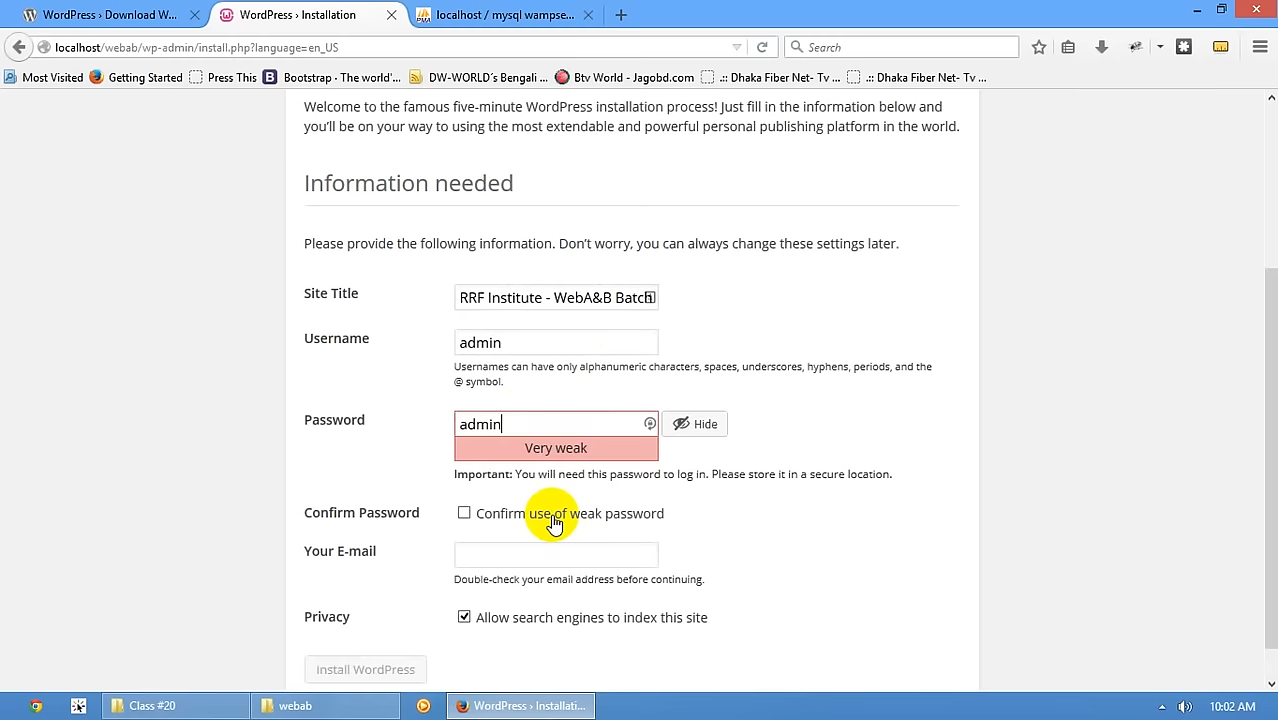 WordPress › Download W...
WordPress › Installation
localhost / mysql wampse...
localhost/webab/wp-admin/install.php?language=en_US
Search
Most Visited
Getting Started
Press This
Bootstrap · The world'...
DW-WORLD´s Bengali ...
Btv World - Jagobd.com
.:: Dhaka Fiber Net- Tv ...
.:: Dhaka Fiber Net- Tv ...
Welcome to the famous five-minute WordPress installation process! Just fill in the information below and
you’ll be on your way to using the most extendable and powerful personal publishing platform in the world.
Information needed
Please provide the following information. Don’t worry, you can always change these settings later.
Site Title
RRF Institute - WebA&B Batch
Username
admin
Usernames can have only alphanumeric characters, spaces, underscores, hyphens, periods, and the
@ symbol.
Password
admin
Hide
Very weak
Important: You will need this password to log in. Please store it in a secure location.
Confirm Password
Confirm use of weak password
Your E-mail
Double-check your email address before continuing.
Privacy
Allow search engines to index this site
Install WordPress
Class #20
webab
WordPress › Installati...
10:02 AM